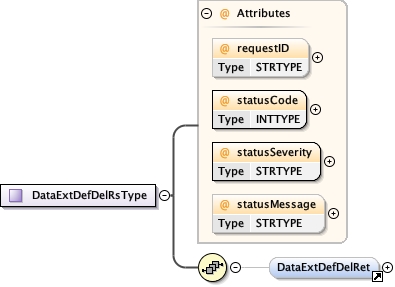 @ Attributes
@ requestID
Type STRTYPE
@ statusCode
Type INTTYPE
@ statusSeverity
Type STRTYPE
DataExtDefDelRsType
@ statusMessage
Type STRTYPE
DataExtDefDelRet